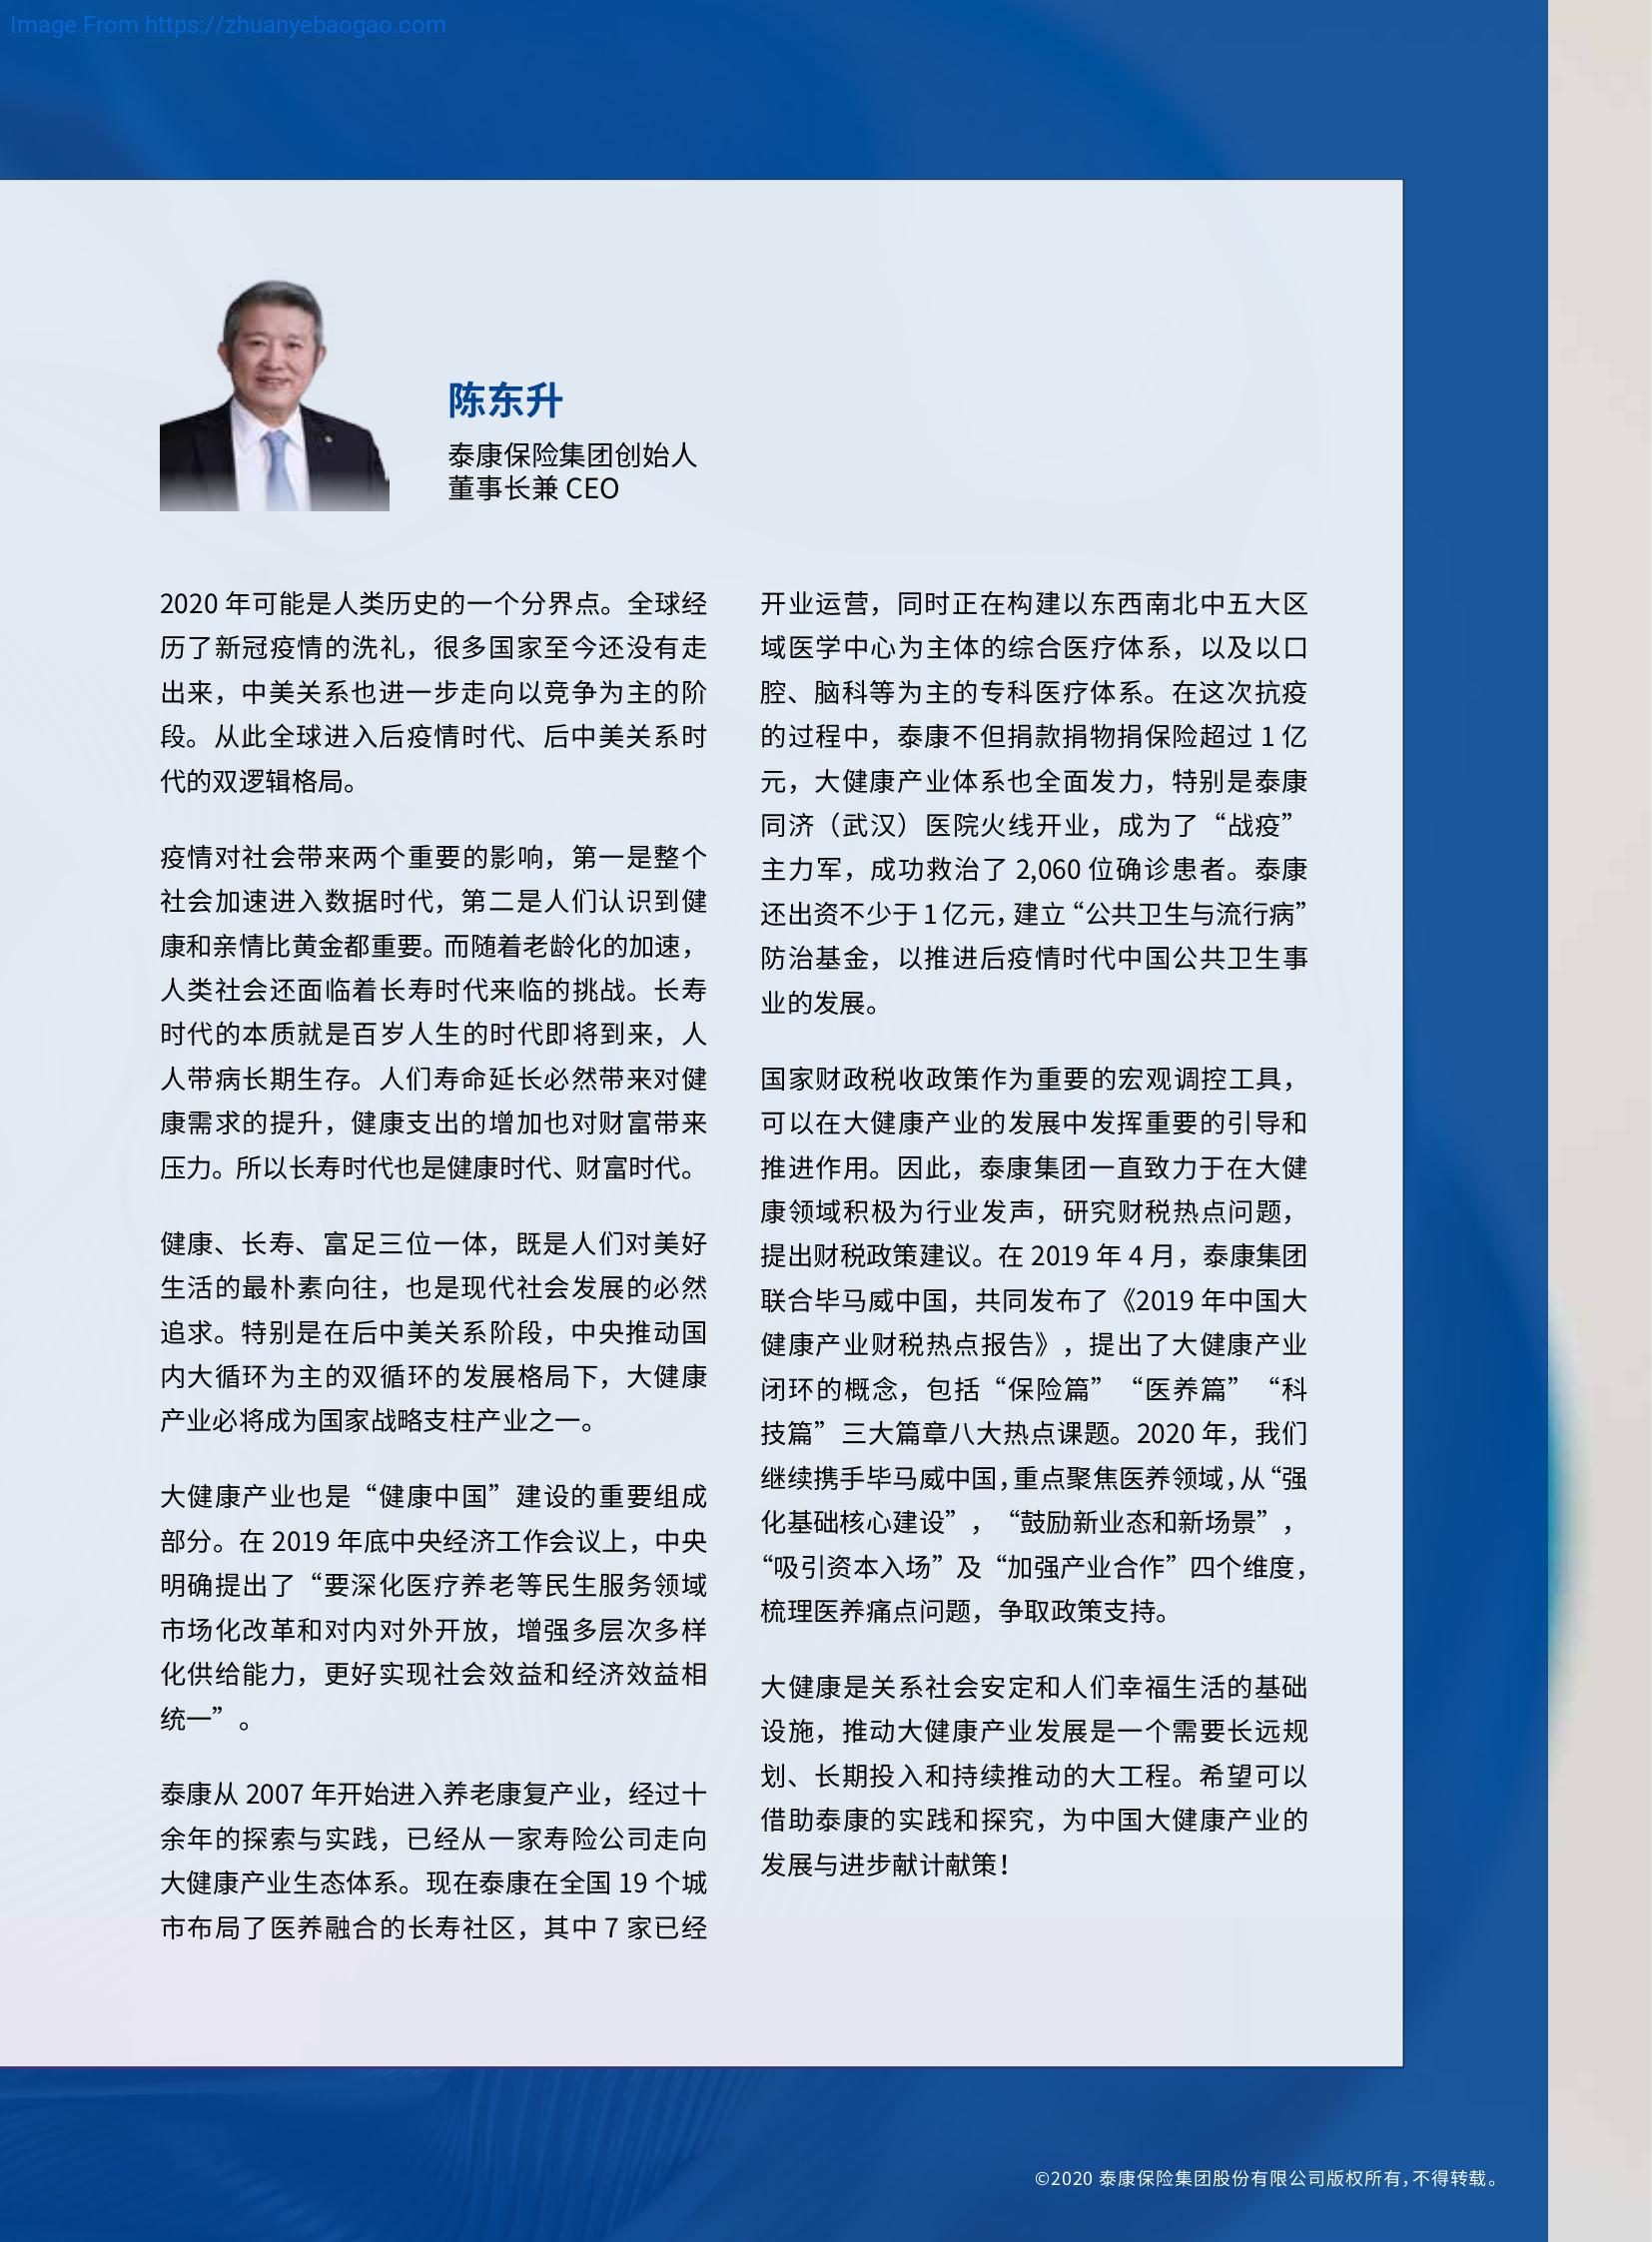 Image From https://zhuanyebaogao.com
陈东升
泰康保险集团创始人
董事长兼 CEO
2020 年可能是人类历史的一个分界点。全球经
历了新冠疫情的洗礼，很多国家至今还没有走
出来，中美关系也进一步走向以竞争为主的阶
段。从此全球进入后疫情时代、后中美关系时
代的双逻辑格局。
疫情对社会带来两个重要的影响，第一是整个
社会加速进入数据时代，第二是人们认识到健
康和亲情比黄金都重要。而随着老龄化的加速，
人类社会还面临着长寿时代来临的挑战。长寿
时代的本质就是百岁人生的时代即将到来，人
人带病长期生存。人们寿命延长必然带来对健
康需求的提升，健康支出的增加也对财富带来
压力。所以长寿时代也是健康时代、财富时代。
健康、长寿、富足三位一体，既是人们对美好
生活的最朴素向往，也是现代社会发展的必然
追求。特别是在后中美关系阶段，中央推动国
内大循环为主的双循环的发展格局下，大健康
产业必将成为国家战略支柱产业之一。
大健康产业也是“健康中国”建设的重要组成
部分。在 2019 年底中央经济工作会议上，中央
明确提出了“要深化医疗养老等民生服务领域
市场化改革和对内对外开放，增强多层次多样
化供给能力，更好实现社会效益和经济效益相
统一”。
泰康从 2007 年开始进入养老康复产业，经过十
余年的探索与实践，已经从一家寿险公司走向
大健康产业生态体系。现在泰康在全国 19 个城
市布局了医养融合的长寿社区，其中 7 家已经
开业运营，同时正在构建以东西南北中五大区
域医学中心为主体的综合医疗体系，以及以口
腔、脑科等为主的专科医疗体系。在这次抗疫
的过程中，泰康不但捐款捐物捐保险超过 1 亿
元，大健康产业体系也全面发力，特别是泰康
同济（武汉）医院火线开业，成为了“战疫”
主力军，成功救治了 2,060 位确诊患者。泰康
还出资不少于 1 亿元，建立“公共卫生与流行病”
防治基金，以推进后疫情时代中国公共卫生事
业的发展。
国家财政税收政策作为重要的宏观调控工具，
可以在大健康产业的发展中发挥重要的引导和
推进作用。因此，泰康集团一直致力于在大健
康领域积极为行业发声，研究财税热点问题，
提出财税政策建议。在 2019 年 4 月，泰康集团
联合毕马威中国，共同发布了《2019 年中国大
健康产业财税热点报告》，提出了大健康产业
闭环的概念，包括“保险篇”“医养篇”“科
技篇”三大篇章八大热点课题。2020 年，我们
继续携手毕马威中国，重点聚焦医养领域，从“强
化基础核心建设”，“鼓励新业态和新场景”，
“吸引资本入场”及“加强产业合作”四个维度，
梳理医养痛点问题，争取政策支持。
大健康是关系社会安定和人们幸福生活的基础
设施，推动大健康产业发展是一个需要长远规
划、长期投入和持续推动的大工程。希望可以
借助泰康的实践和探究，为中国大健康产业的
发展与进步献计献策！
©2020 泰康保险集团股份有限公司版权所有，不得转载。